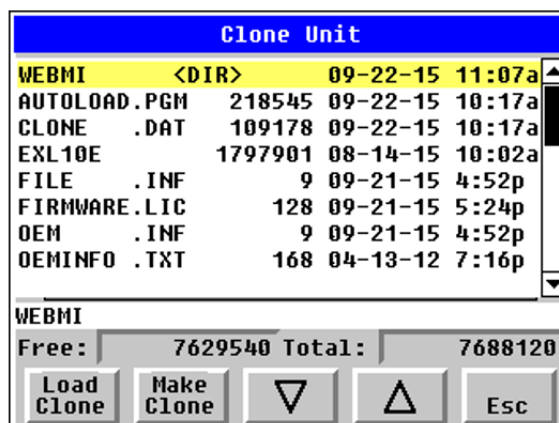 Clone Unit
WEBMI <DIR> 09-22-15 11:07a
AUTOLOAD.PGM 218545 09-22-15 10:17a
CLONE .DAT 109178 09-22-15 10:17a
EXL10E 1797901 08-14-15 10:02a
FILE .INF 9 09-21-15 4:52p
FIRMWARE.LIC 128 09-21-15 5:24p
OEM .INF 9 09-21-15 4:52p
OEMINFO .TXT 168 04-13-12 7:16p
WEBMI
Free: 7629540 Total: 7688120
Load Clone Make Clone Esc